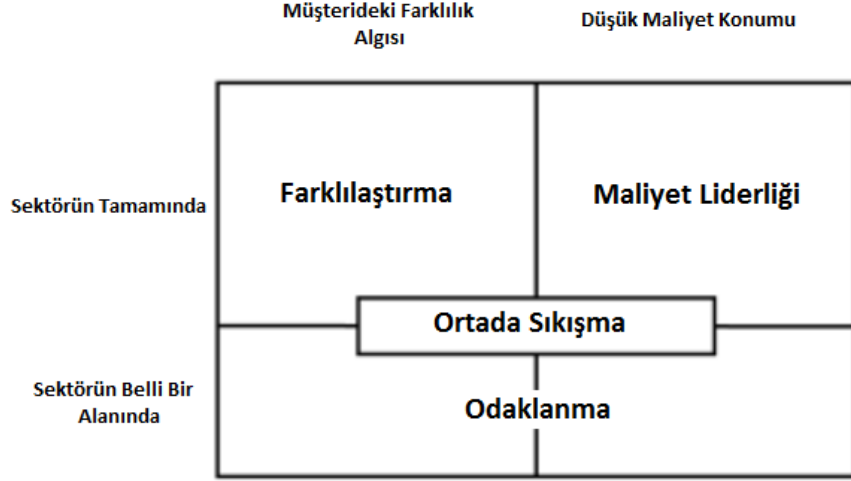 Müşterideki Farklılık
Algısı
Düşük Maliyet Konumu
Sektörün Tamamında
Farklılaştırma
Maliyet Liderliği
Ortada Sıkışma
Sektörün Belli Bir
Alanında
Odaklanma